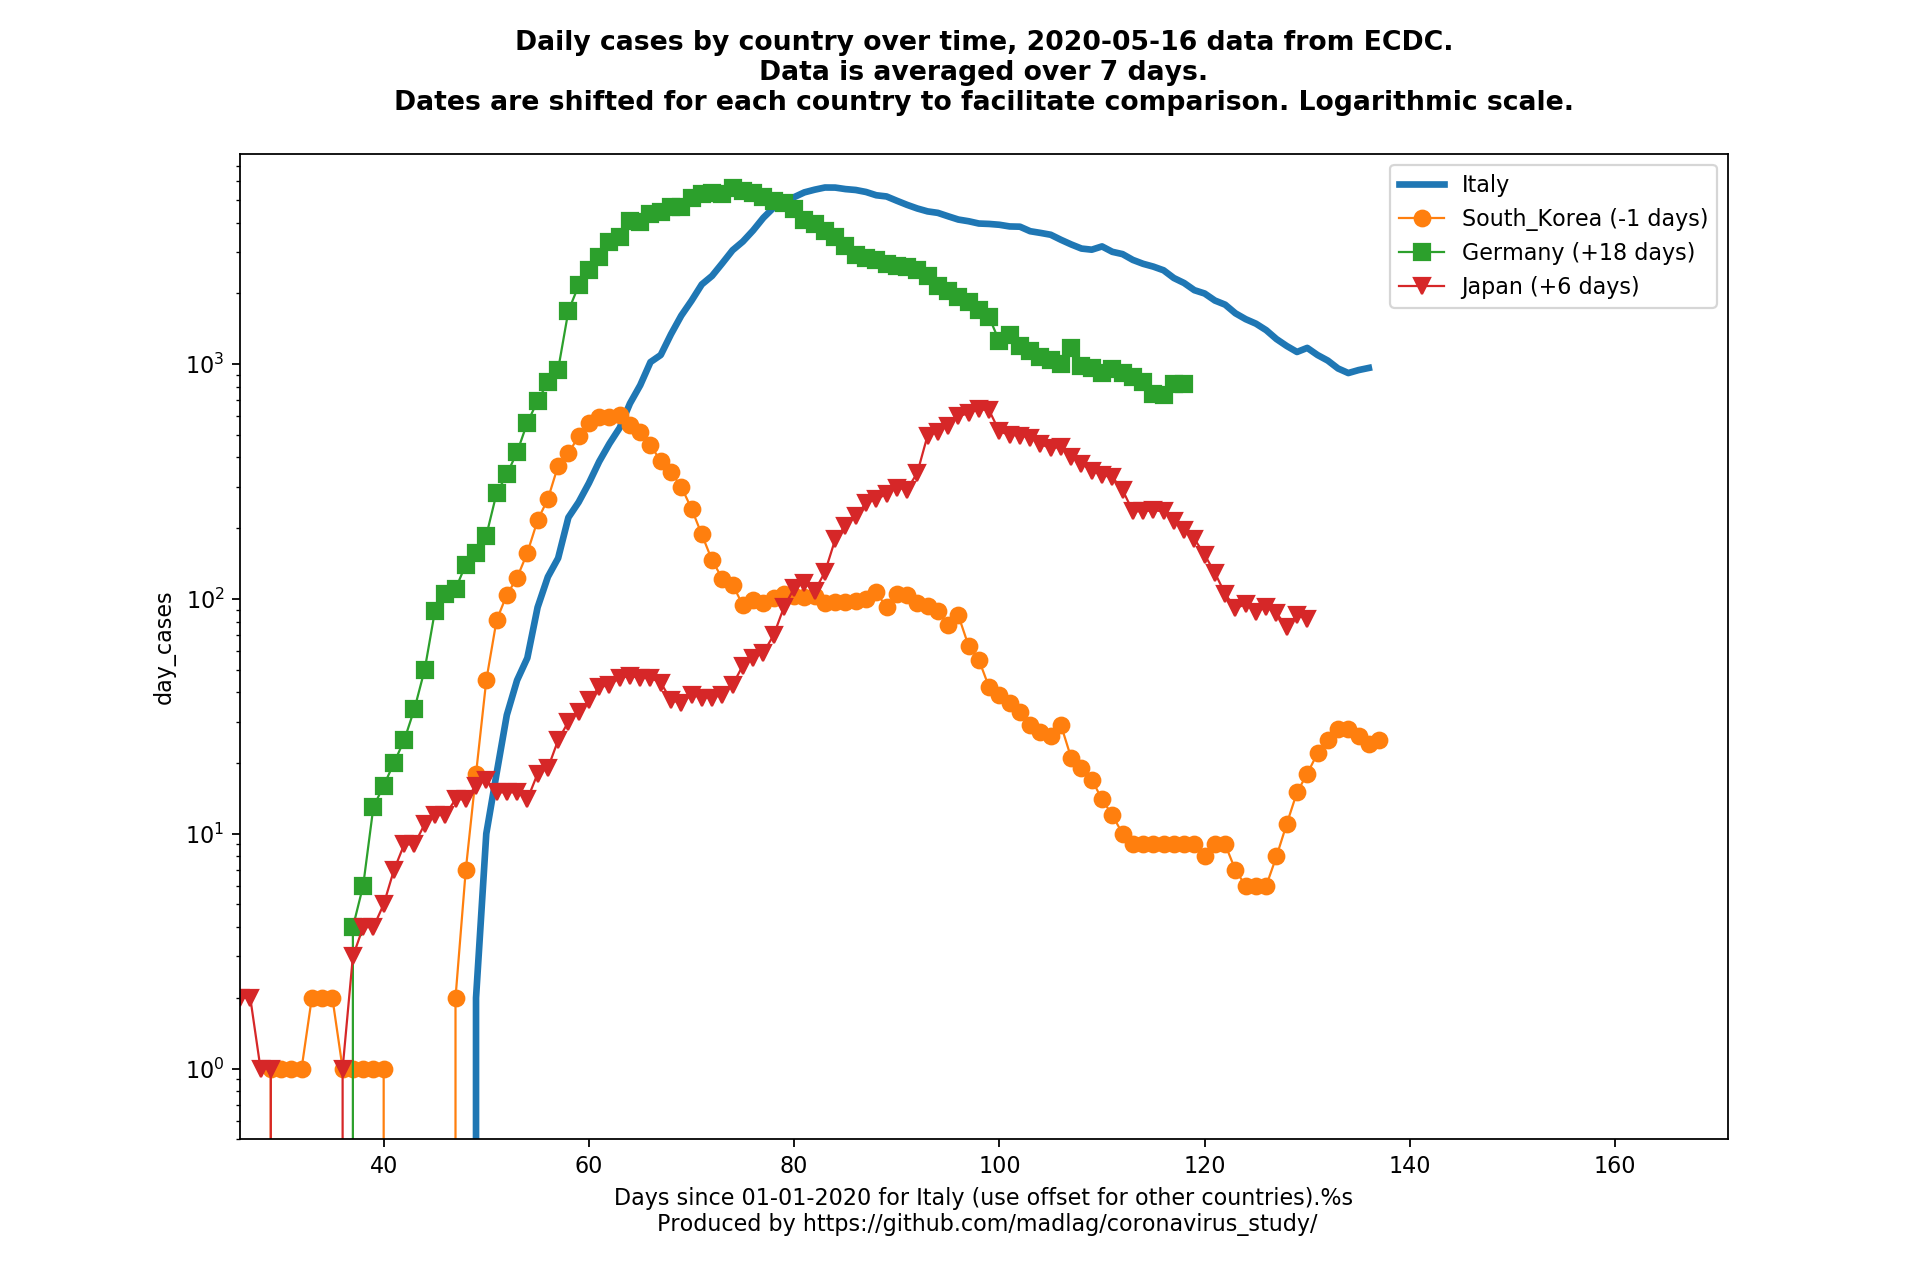 Daily cases by country over time, 2020-05-16 data from ECDC.
Data is averaged over 7 days.
Dates are shifted for each country to facilitate comparison. Logarithmic scale.
Italy
South_Korea (-1 days)
Germany (+18 days)
Japan (+6 days)
day_cases
10³
10²
10¹
10⁰
40 60 80 100 120 140 160
Days since 01-01-2020 for Italy (use offset for other countries).%s
Produced by https://github.com/madlag/coronavirus_study/